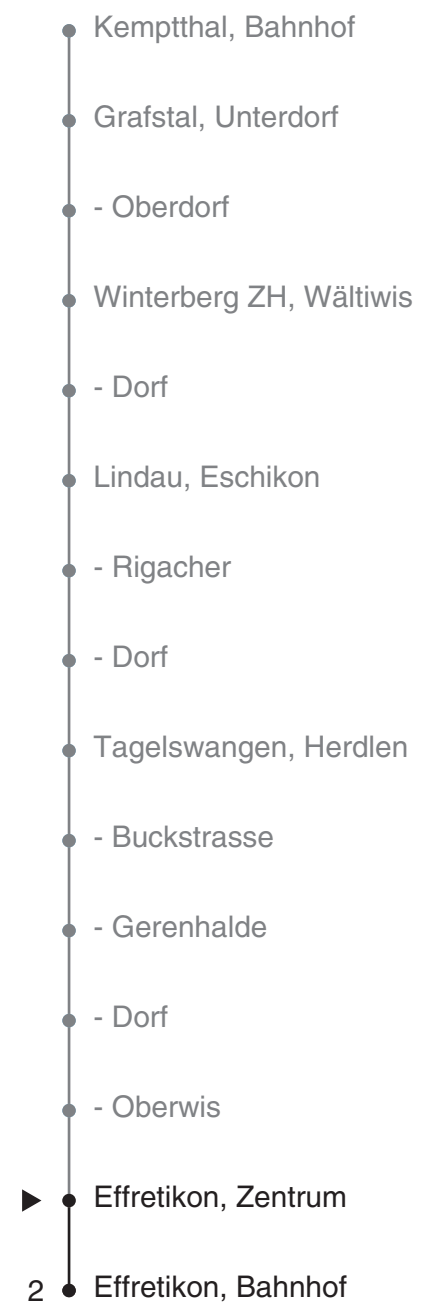 Kemptthal, Bahnhof
Grafstal, Unterdorf
- Oberdorf
Winterberg ZH, Wältiwis
- Dorf
Lindau, Eschikon
- Rigacher
- Dorf
Tagelswangen, Herdlen
- Buckstrasse
- Gerenhalde
- Dorf
- Oberwis
Effretikon, Zentrum
2 Effretikon, Bahnhof